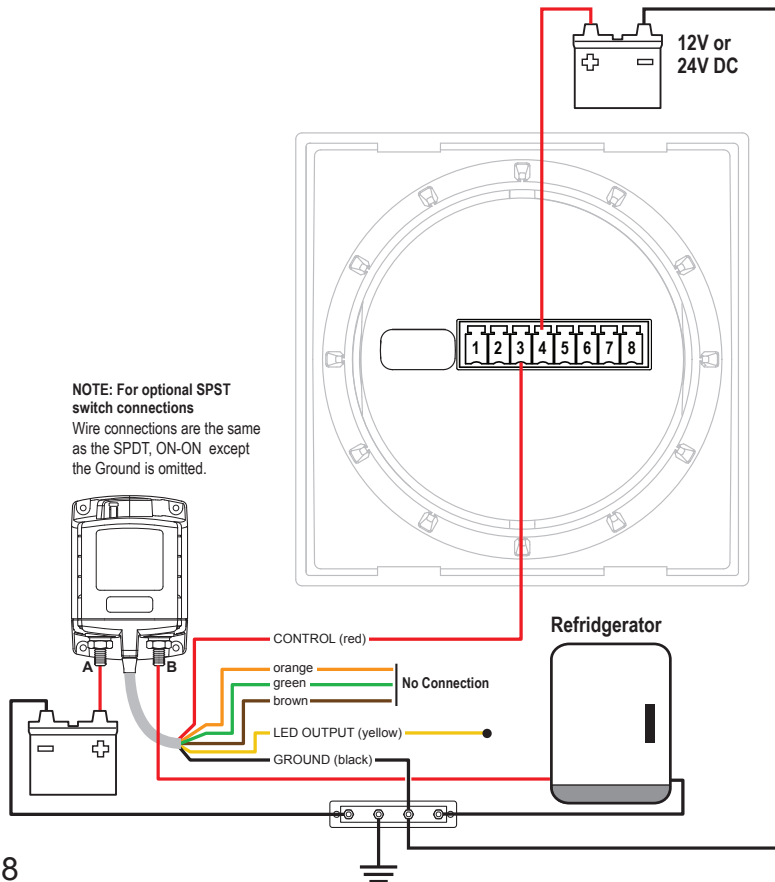 12V or
24V DC
1 2 3 4 5 6 7 8
NOTE: For optional SPST
switch connections
Wire connections are the same
as the SPDT, ON-ON except
the Ground is omitted.
A B
CONTROL (red)
orange
green
brown
No Connection
LED OUTPUT (yellow)
GROUND (black)
Refridgerator
8